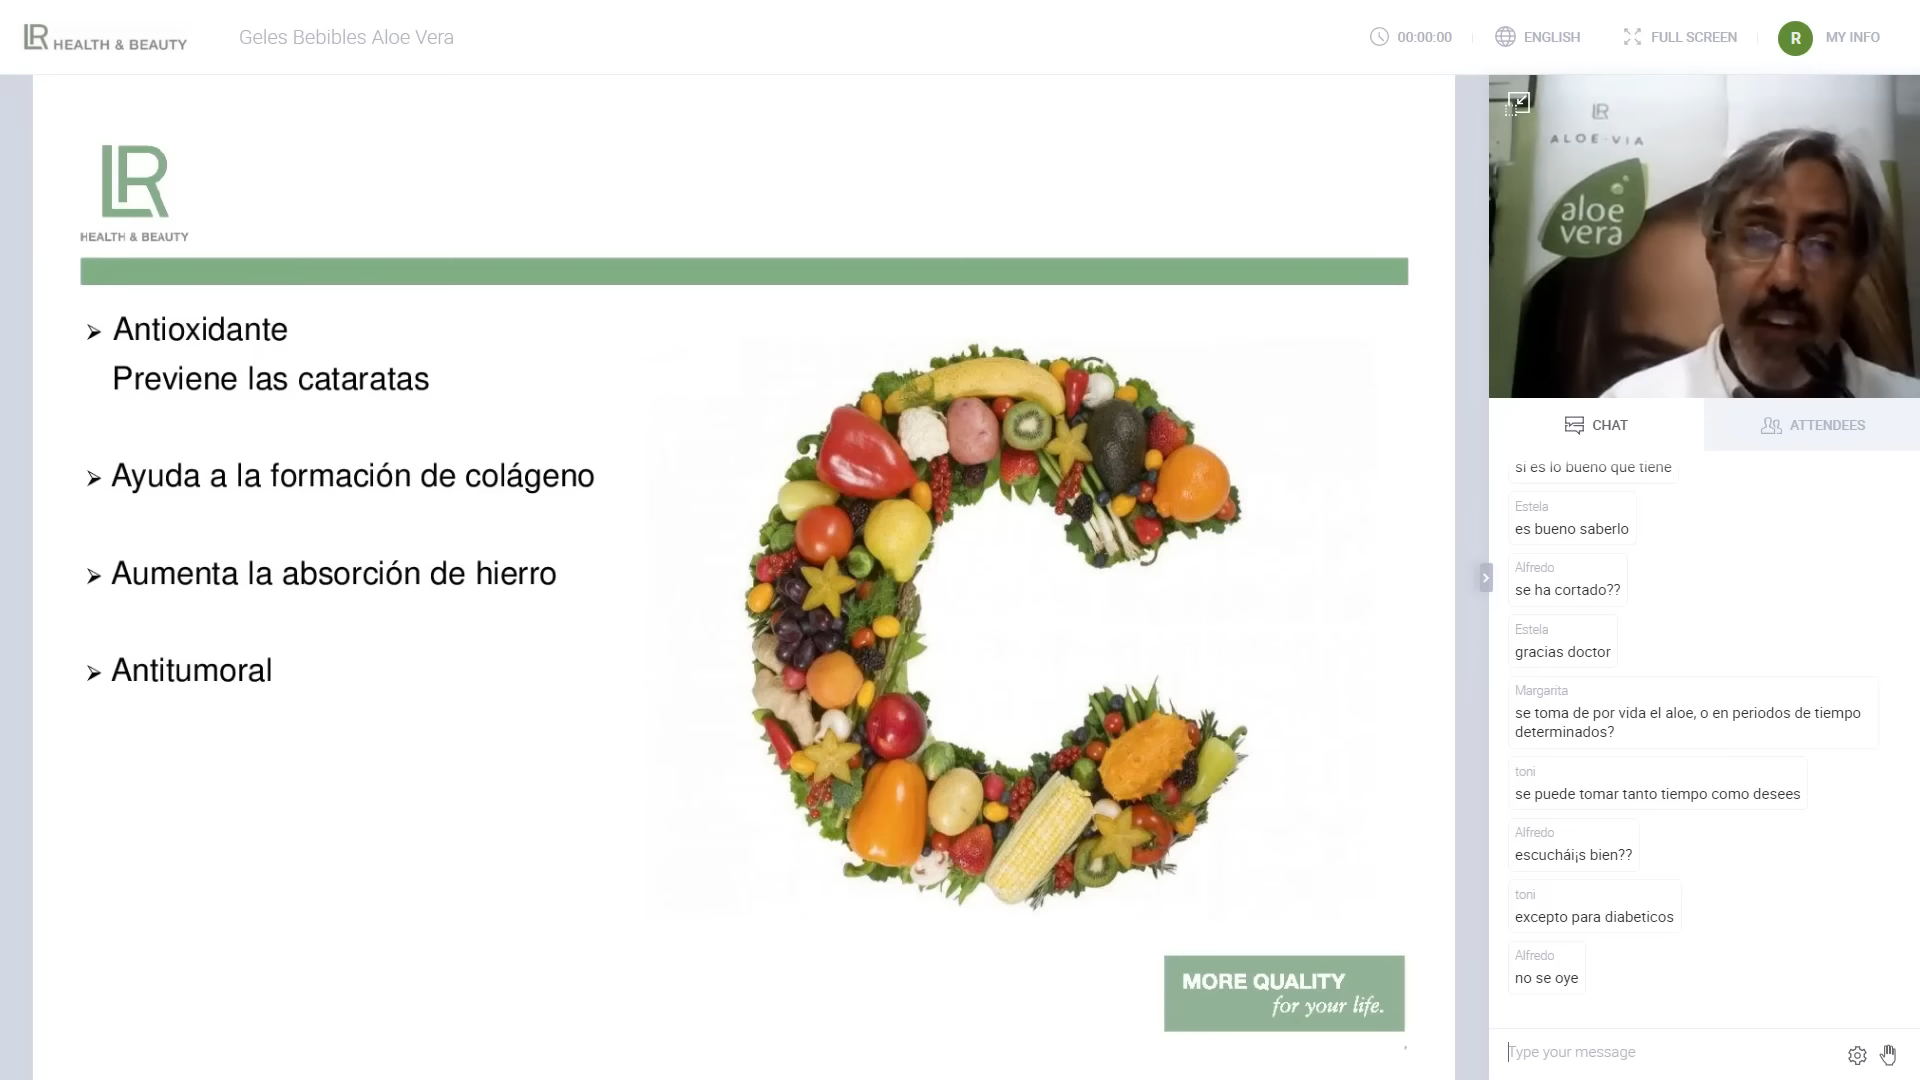 LR HEALTH & BEAUTY
Geles Bebibles Aloe Vera
00:00:00
ENGLISH
FULL SCREEN
R
MY INFO
LR
HEALTH & BEAUTY
➢ Antioxidante
Previene las cataratas
➢ Ayuda a la formación de colágeno
➢ Aumenta la absorción de hierro
➢ Antitumoral
MORE QUALITY
for your life.
LR
ALOE VIA
aloe
vera
CHAT
ATTENDEES
si es lo bueno que tiene
Estela
es bueno saberlo
Alfredo
se ha cortado??
Estela
gracias doctor
Margarita
se toma de por vida el aloe, o en periodos de tiempo
determinados?
toni
se puede tomar tanto tiempo como desees
Alfredo
escuchái¡s bien??
toni
excepto para diabeticos
Alfredo
no se oye
Type your message